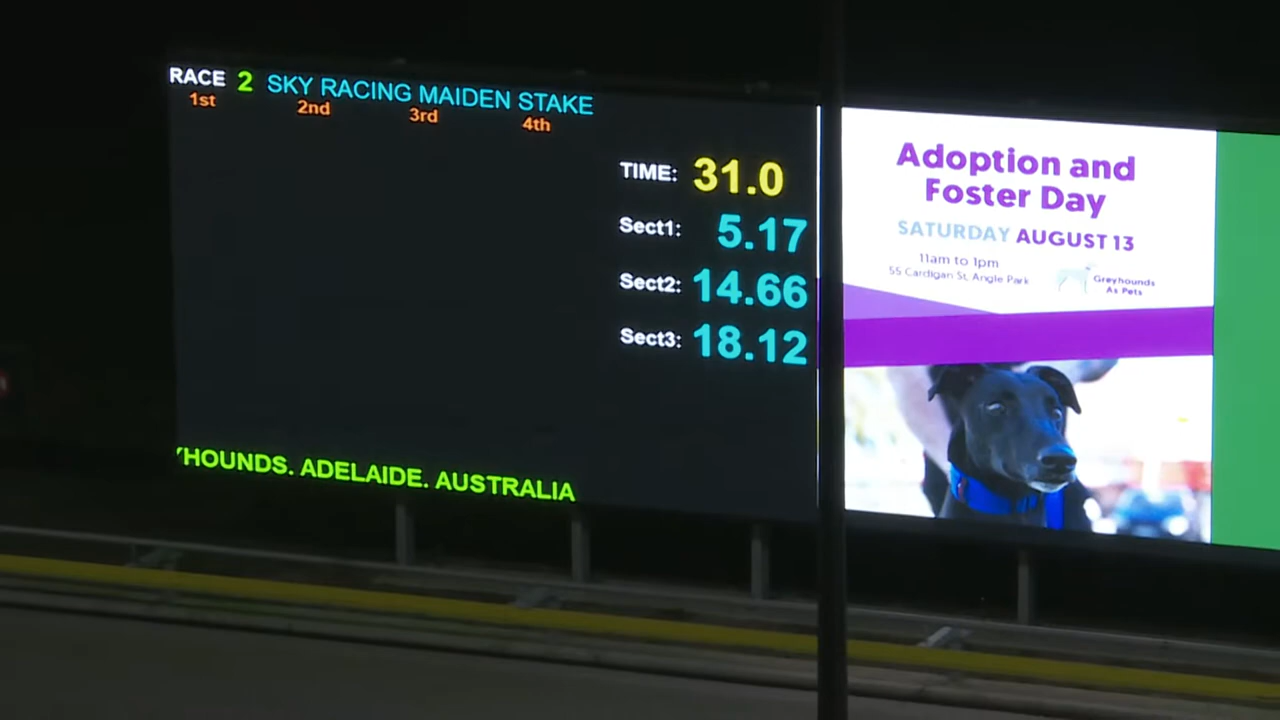 RACE 2 SKY RACING MAIDEN STAKE
1st 2nd 3rd 4th
TIME: 31.0
Sect1: 5.17
Sect2: 14.66
Sect3: 18.12
YHOUNDS. ADELAIDE. AUSTRALIA
Adoption and
Foster Day
SATURDAY AUGUST 13
11am to 1pm
55 Cardigan St, Angle Park
Greyhounds
As Pets